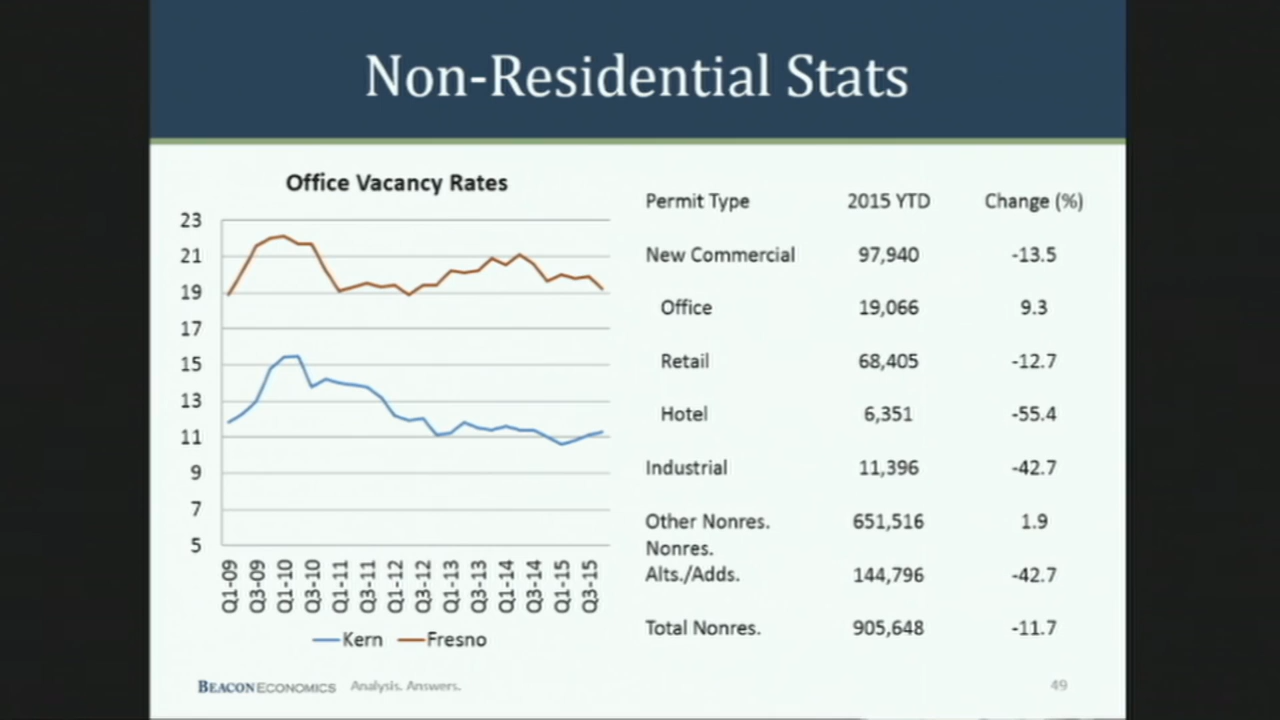 Non-Residential Stats
Office Vacancy Rates
23
21
19
17
15
13
11
9
7
5
Q1-09
Q3-09
Q1-10
Q3-10
Q1-11
Q3-11
Q1-12
Q3-12
Q1-13
Q3-13
Q1-14
Q3-14
Q1-15
Q3-15
Kern Fresno
Permit Type 2015 YTD Change (%)
New Commercial 97,940 -13.5
Office 19,066 9.3
Retail 68,405 -12.7
Hotel 6,351 -55.4
Industrial 11,396 -42.7
Other Nonres. 651,516 1.9
Nonres.
Alts./Adds. 144,796 -42.7
Total Nonres. 905,648 -11.7
BEACON ECONOMICS Analysis. Answers. 49